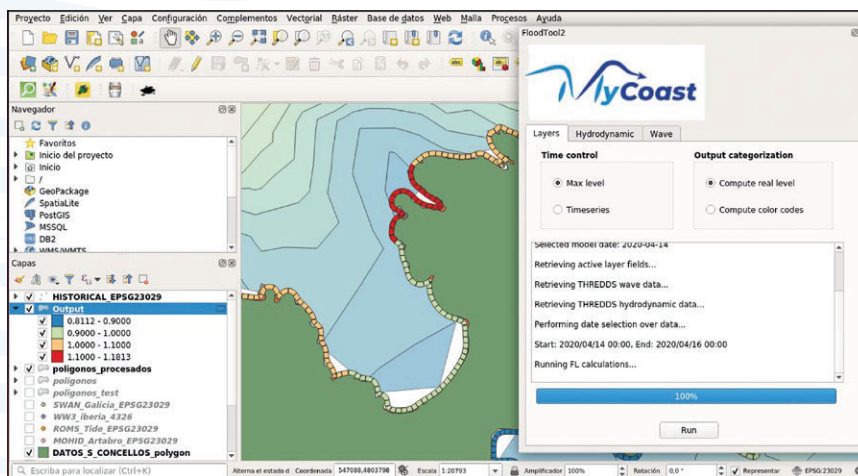 Proyecto Edición Ver Capa Configuración Complementos Vectorial Ráster Base de datos Web Malla Procesos Ayuda
Navegador
Favoritos
Inicio del proyecto
Inicio
/
GeoPackage
SpatiaLite
PostGIS
MSSQL
DB2
WMS/WMTS
Capas
HISTORICAL_EPSG23029
Output
0.8112 - 0.9000
0.9000 - 1.0000
1.0000 - 1.1000
1.1000 - 1.1813
poligonos_procesados
poligonos
poligonos_test
SWAN_Galicia_EPSG23029
WW3_iberia_4326
ROMS_Tide_EPSG23029
MOHID_Artabro_EPSG23029
DATOS_S_CONCELLOS_polygon
FloodTool2
MyCoast
Layers Hydrodynamic Wave
Time control Output categorization
Max level Compute real level
Timeseries Compute color codes
Selected model date: 2020-04-14
Retrieving active layer fields...
Retrieving THREDDS wave data...
Retrieving THREDDS hydrodynamic data...
Performing date selection over data...
Start: 2020/04/14 00:00, End: 2020/04/16 00:00
Running FL calculations...
100%
Run
Escriba para localizar (Ctrl+K) Alterna el estado d Coordenada 547088,4803798 Escala 1:20793 Amplificador 100% Rotación 0,0 ° Representar EPSG:23029